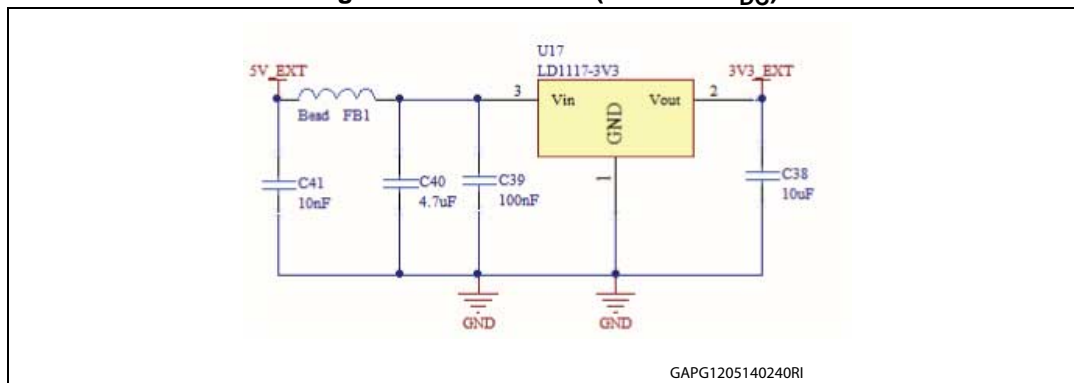 U17
5V_EXT
LD1117-3V3
3V3_EXT
3
Vin
Vout
2
Bead FB1
GND
1
C41
10nF
C40
4.7uF
C39
100nF
C38
10uF
GND
GND
GAPG1205140240RI